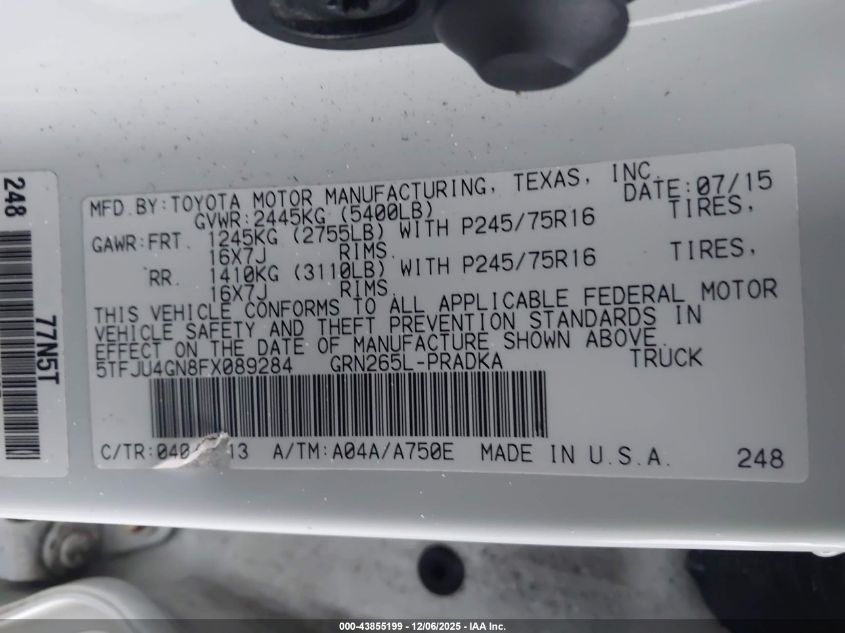 MFD. BY: TOYOTA MOTOR MANUFACTURING, TEXAS, INC.
DATE: 07/15
GVWR: 2445KG (5400LB)
GAWR: FRT. 1245KG (2755LB) WITH P245/75R16 TIRES,
16X7J RIMS.
RR. 1410KG (3110LB) WITH P245/75R16 TIRES,
16X7J RIMS.
THIS VEHICLE CONFORMS TO ALL APPLICABLE FEDERAL MOTOR
VEHICLE SAFETY AND THEFT PREVENTION STANDARDS IN
EFFECT ON THE DATE OF MANUFACTURE SHOWN ABOVE.
5TFJU4GN8FX089284 GRN265L-PRADKA TRUCK
C/TR: 040 13 A/TM: A04A/A750E MADE IN U.S.A. 248
248
77N5T
000-43855199 - 12/06/2025 - IAA Inc.